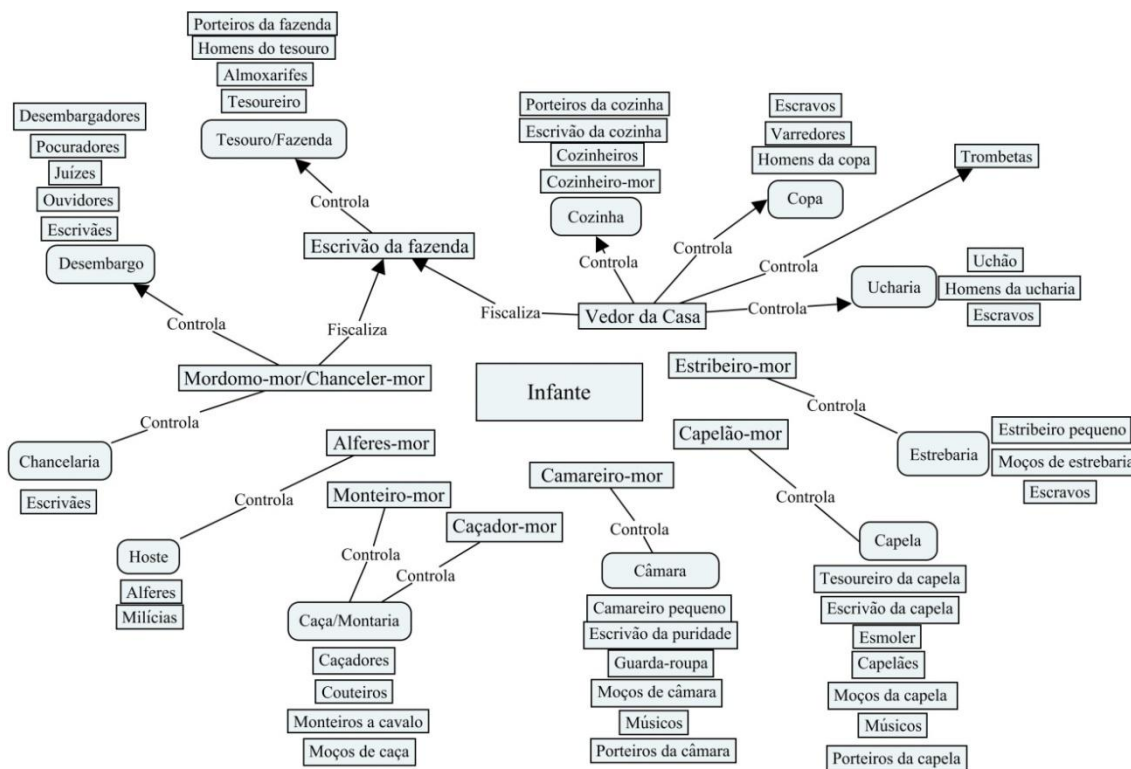 Porteiros da fazenda
Homens do tesouro
Almoxarifes
Tesoureiro
Tesouro/Fazenda
Controla
Escrivão da fazenda
Desembargadores
Pocuradores
Juízes
Ouvidores
Escrivães
Desembargo
Controla
Fiscaliza
Mordomo-mor/Chanceler-mor
Controla
Chancelaria
Escrivães
Porteiros da cozinha
Escrivão da cozinha
Cozinheiros
Cozinheiro-mor
Cozinha
Controla
Escravos
Varredores
Homens da copa
Copa
Controla
Trombetas
Controla
Uchão
Homens da ucharia
Escravos
Ucharia
Controla
Fiscaliza
Vedor da Casa
Infante
Estribeiro-mor
Controla
Estrebaria
Estribeiro pequeno
Moços de estrebaria
Escravos
Alferes-mor
Controla
Hoste
Alferes
Milícias
Monteiro-mor
Controla
Caçador-mor
Controla
Caça/Montaria
Caçadores
Couteiros
Monteiros a cavalo
Moços de caça
Camareiro-mor
Controla
Câmara
Camareiro pequeno
Escrivão da puridade
Guarda-roupa
Moços de câmara
Músicos
Porteiros da câmara
Capelão-mor
Controla
Capela
Tesoureiro da capela
Escrivão da capela
Esmoler
Capelães
Moços da capela
Músicos
Porteiros da capela